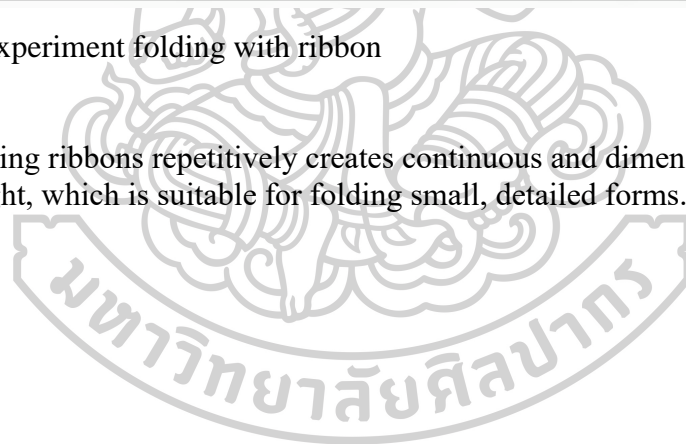 xperiment folding with ribbon
ing ribbons repetitively creates continuous and dimen
ht, which is suitable for folding small, detailed forms.
มหาวิทยาลัยศิลปากร